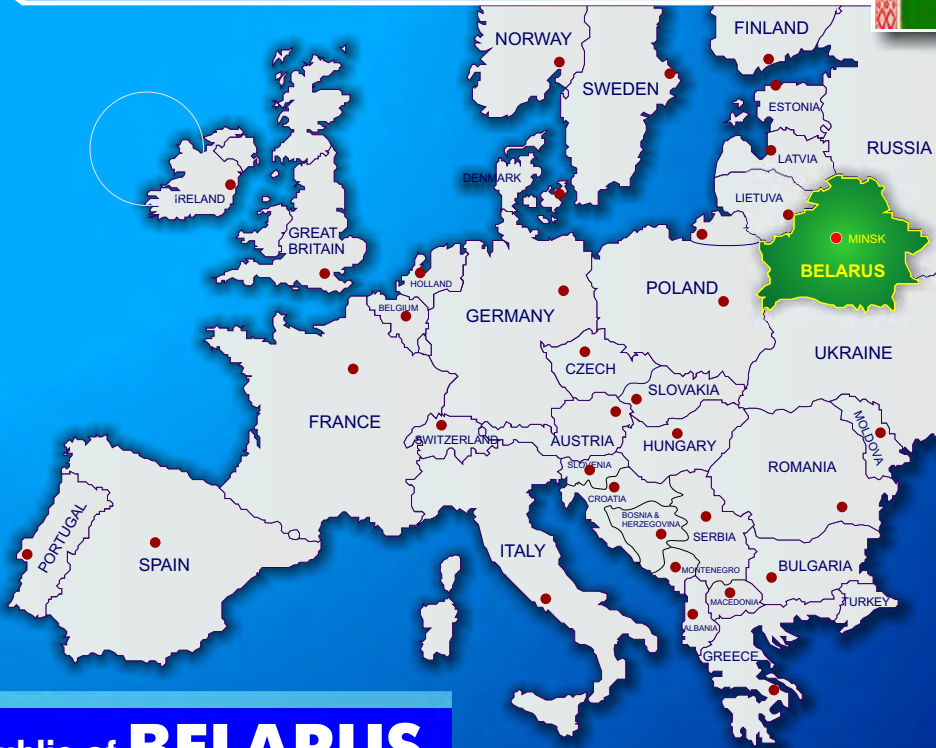 NORWAY
FINLAND
SWEDEN
ESTONIA
RUSSIA
LATVIA
DENMARK
iRELAND
LIETUVA
GREAT
BRITAIN
MINSK
BELARUS
HOLLAND
POLAND
BELGIUM
GERMANY
UKRAINE
CZECH
SLOVAKIA
FRANCE
SWITZERLAND
AUSTRIA
HUNGARY
MOLDOVA
SLOVENIA
ROMANIA
CROATIA
BOSNIA &
HERZEGOVINA
PORTUGAL
SERBIA
ITALY
SPAIN
MONTENEGRO
BULGARIA
MACEDONIA
TURKEY
ALBANIA
GREECE
of BELARUS